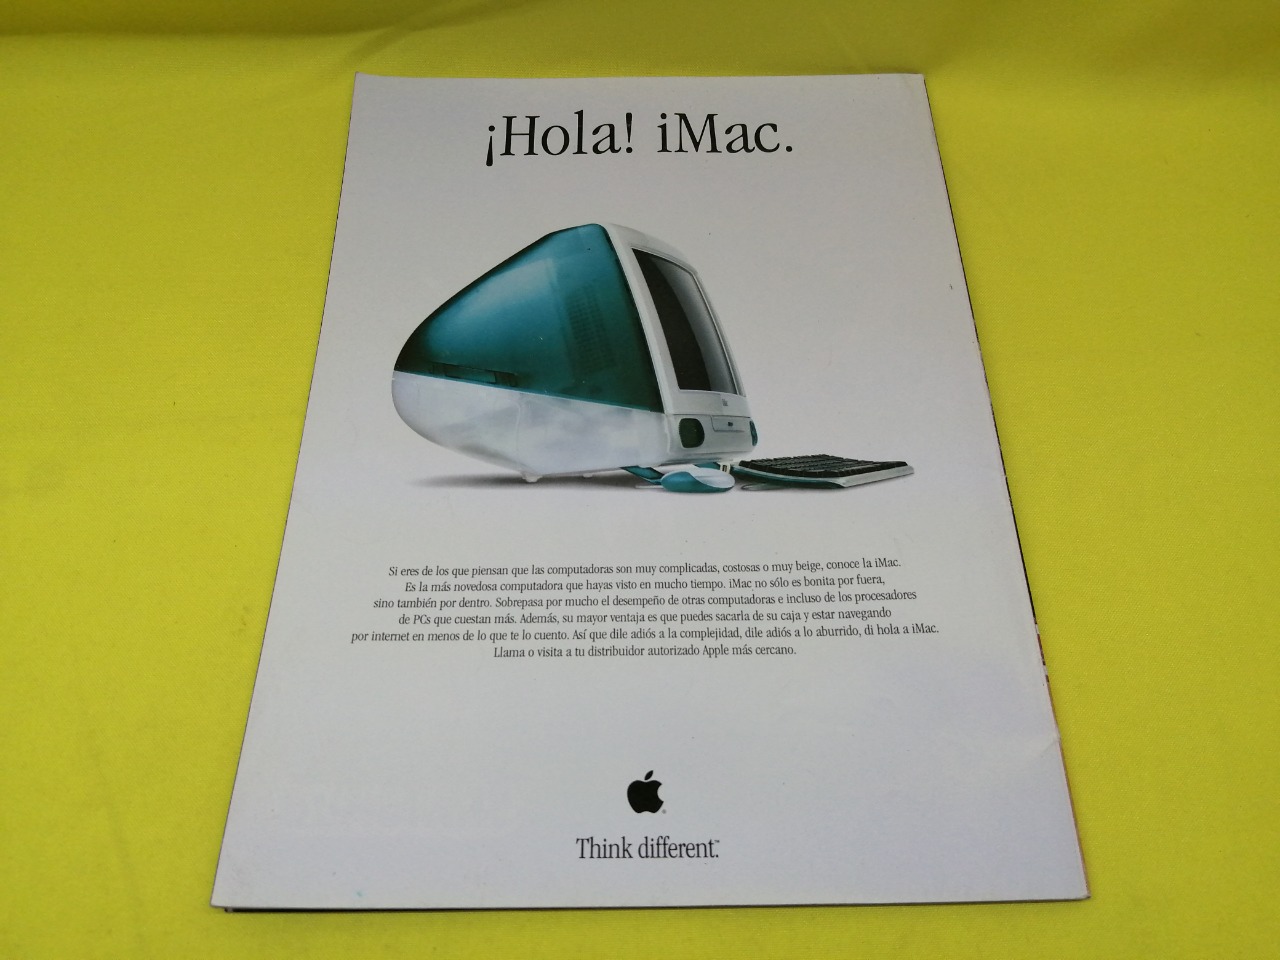 ¡Hola! iMac.
Si eres de los que piensan que las computadoras son muy complicadas, costosas o muy beige, conoce la iMac.
Es la más novedosa computadora que hayas visto en mucho tiempo. iMac no sólo es bonita por fuera,
sino también por dentro. Sobrepasa por mucho el desempeño de otras computadoras e incluso de los procesadores
de PCs que cuestan más. Además, su mayor ventaja es que puedes sacarla de su caja y estar navegando
por internet en menos de lo que te lo cuento. Así que dile adiós a la complejidad, dile adiós a lo aburrido, di hola a iMac.
Llama o visita a tu distribuidor autorizado Apple más cercano.
Think different.™